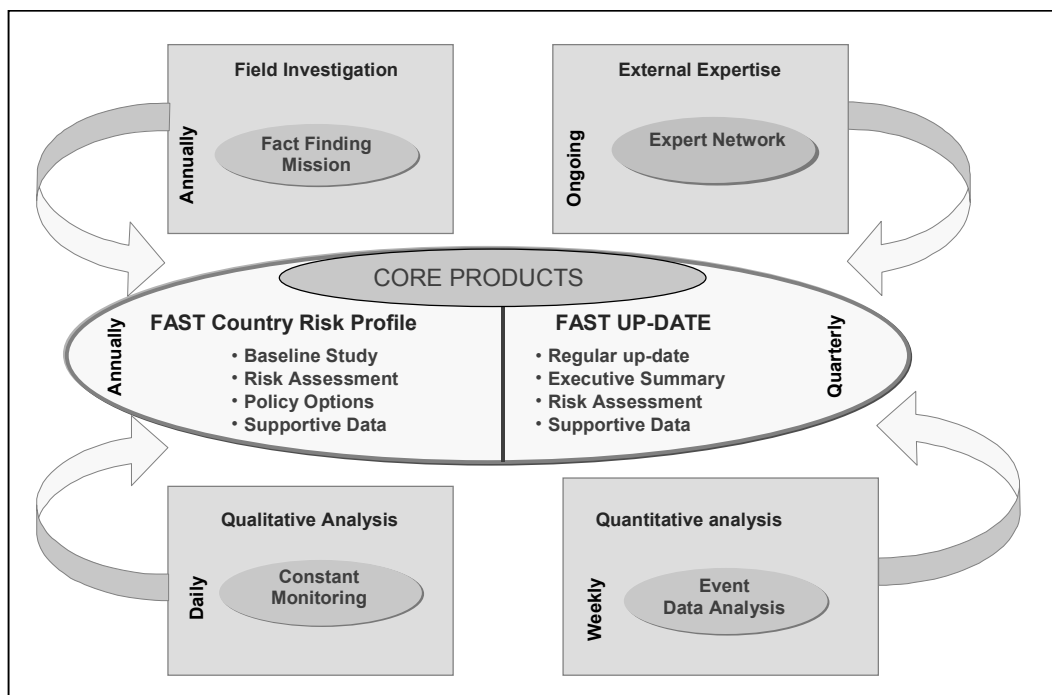 Field Investigation
Annually
Fact Finding
Mission
External Expertise
Ongoing
Expert Network
CORE PRODUCTS
Annually
FAST Country Risk Profile
• Baseline Study
• Risk Assessment
• Policy Options
• Supportive Data
FAST UP-DATE
• Regular up-date
• Executive Summary
• Risk Assessment
• Supportive Data
Quarterly
Qualitative Analysis
Daily
Constant
Monitoring
Quantitative analysis
Weekly
Event
Data Analysis